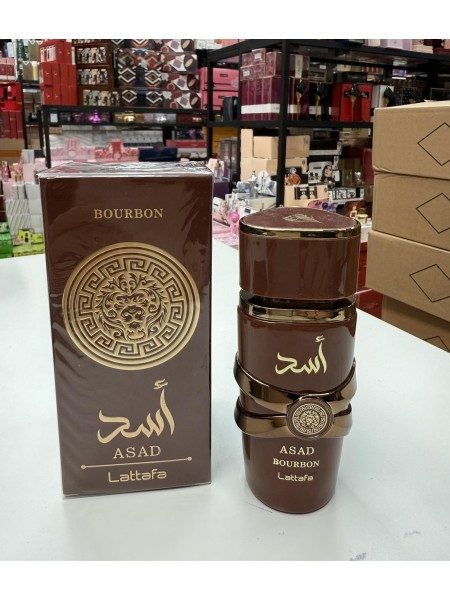 BOURBON
أسد
ASAD
Lattafa
أسد
ASAD
BOURBON
Lattafa